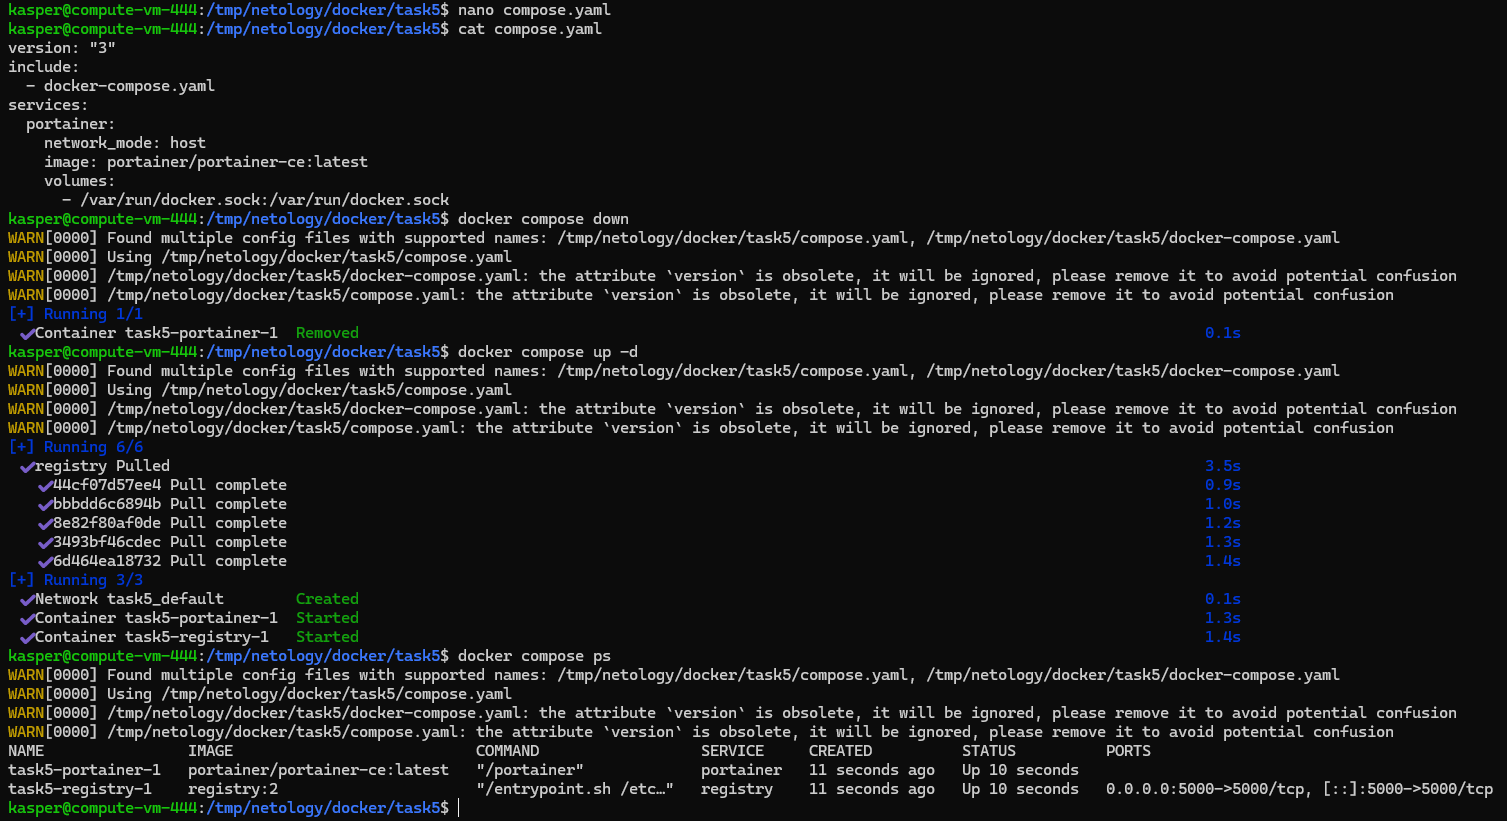 kasper@compute-vm-444:/tmp/netology/docker/task5$ nano compose.yaml
kasper@compute-vm-444:/tmp/netology/docker/task5$ cat compose.yaml
version: "3"
include:
  - docker-compose.yaml
services:
  portainer:
    network_mode: host
    image: portainer/portainer-ce:latest
    volumes:
      - /var/run/docker.sock:/var/run/docker.sock
kasper@compute-vm-444:/tmp/netology/docker/task5$ docker compose down
WARN[0000] Found multiple config files with supported names: /tmp/netology/docker/task5/compose.yaml, /tmp/netology/docker/task5/docker-compose.yaml
WARN[0000] Using /tmp/netology/docker/task5/compose.yaml
WARN[0000] /tmp/netology/docker/task5/docker-compose.yaml: the attribute `version` is obsolete, it will be ignored, please remove it to avoid potential confusion
WARN[0000] /tmp/netology/docker/task5/compose.yaml: the attribute `version` is obsolete, it will be ignored, please remove it to avoid potential confusion
[+] Running 1/1
 ✔Container task5-portainer-1  Removed 0.1s
kasper@compute-vm-444:/tmp/netology/docker/task5$ docker compose up -d
WARN[0000] Found multiple config files with supported names: /tmp/netology/docker/task5/compose.yaml, /tmp/netology/docker/task5/docker-compose.yaml
WARN[0000] Using /tmp/netology/docker/task5/compose.yaml
WARN[0000] /tmp/netology/docker/task5/docker-compose.yaml: the attribute `version` is obsolete, it will be ignored, please remove it to avoid potential confusion
WARN[0000] /tmp/netology/docker/task5/compose.yaml: the attribute `version` is obsolete, it will be ignored, please remove it to avoid potential confusion
[+] Running 6/6
 ✔registry Pulled 3.5s
   ✔44cf07d57ee4 Pull complete 0.9s
   ✔bbbdd6c6894b Pull complete 1.0s
   ✔8e82f80af0de Pull complete 1.2s
   ✔3493bf46cdec Pull complete 1.3s
   ✔6d464ea18732 Pull complete 1.4s
[+] Running 3/3
 ✔Network task5_default        Created 0.1s
 ✔Container task5-portainer-1  Started 1.3s
 ✔Container task5-registry-1   Started 1.4s
kasper@compute-vm-444:/tmp/netology/docker/task5$ docker compose ps
WARN[0000] Found multiple config files with supported names: /tmp/netology/docker/task5/compose.yaml, /tmp/netology/docker/task5/docker-compose.yaml
WARN[0000] Using /tmp/netology/docker/task5/compose.yaml
WARN[0000] /tmp/netology/docker/task5/docker-compose.yaml: the attribute `version` is obsolete, it will be ignored, please remove it to avoid potential confusion
WARN[0000] /tmp/netology/docker/task5/compose.yaml: the attribute `version` is obsolete, it will be ignored, please remove it to avoid potential confusion
NAME                IMAGE                           COMMAND                  SERVICE     CREATED          STATUS          PORTS
task5-portainer-1   portainer/portainer-ce:latest   "/portainer"             portainer   11 seconds ago   Up 10 seconds
task5-registry-1    registry:2                      "/entrypoint.sh /etc…"   registry    11 seconds ago   Up 10 seconds   0.0.0.0:5000->5000/tcp, [::]:5000->5000/tcp
kasper@compute-vm-444:/tmp/netology/docker/task5$